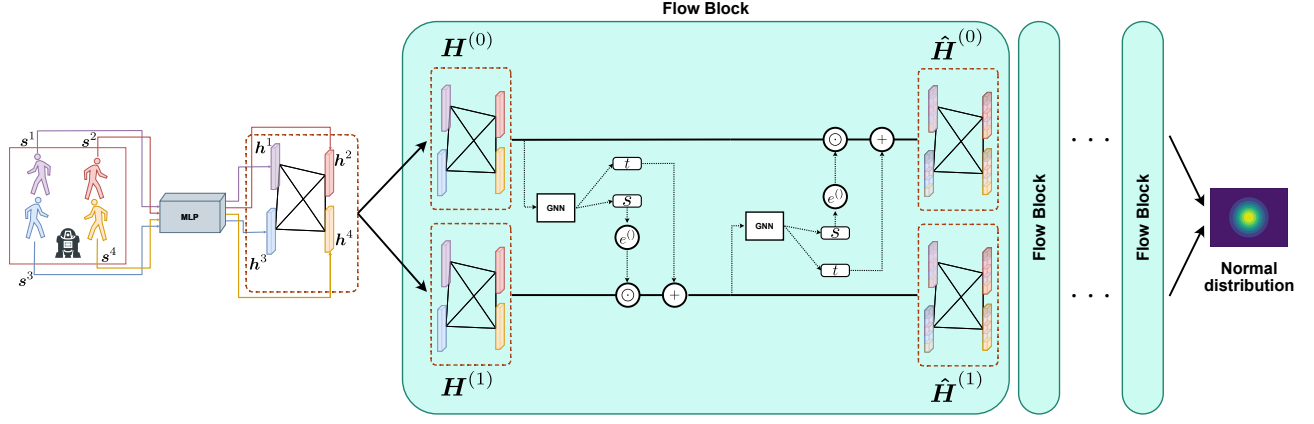 Flow Block
H^(0)
Ĥ^(0)
s^1
s^2
h^1
h^2
MLP
h^3
h^4
s^3
s^4
GNN
t
s
e^()
⊙
+
GNN
s
t
e^()
⊙
+
H^(1)
Ĥ^(1)
Flow Block
· · ·
· · ·
Flow Block
Normal
distribution